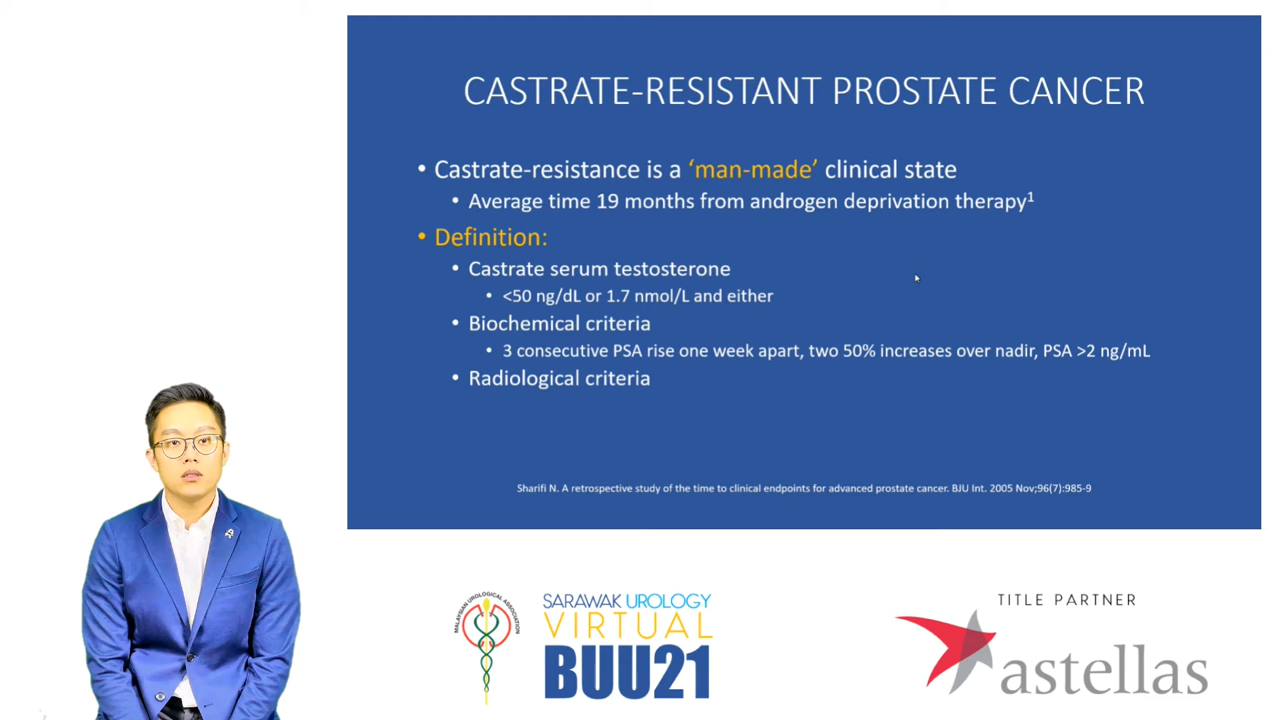 CASTRATE-RESISTANT PROSTATE CANCER
• Castrate-resistance is a ‘man-made’ clinical state
• Average time 19 months from androgen deprivation therapy¹
• Definition:
• Castrate serum testosterone
• <50 ng/dL or 1.7 nmol/L and either
• Biochemical criteria
• 3 consecutive PSA rise one week apart, two 50% increases over nadir, PSA >2 ng/mL
• Radiological criteria
Sharifi N. A retrospective study of the time to clinical endpoints for advanced prostate cancer. BJU Int. 2005 Nov;96(7):985-9
MALAYSIAN UROLOGICAL ASSOCIATION
SARAWAK UROLOGY
VIRTUAL
BUU21
TITLE PARTNER
astellas